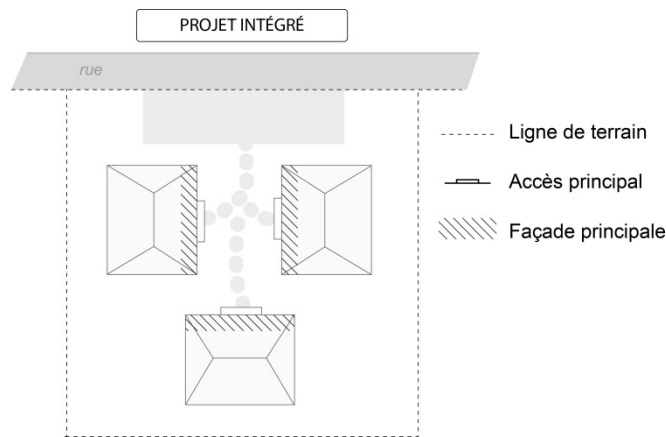 PROJET INTÉGRÉ
rue
Ligne de terrain
Accès principal
Façade principale